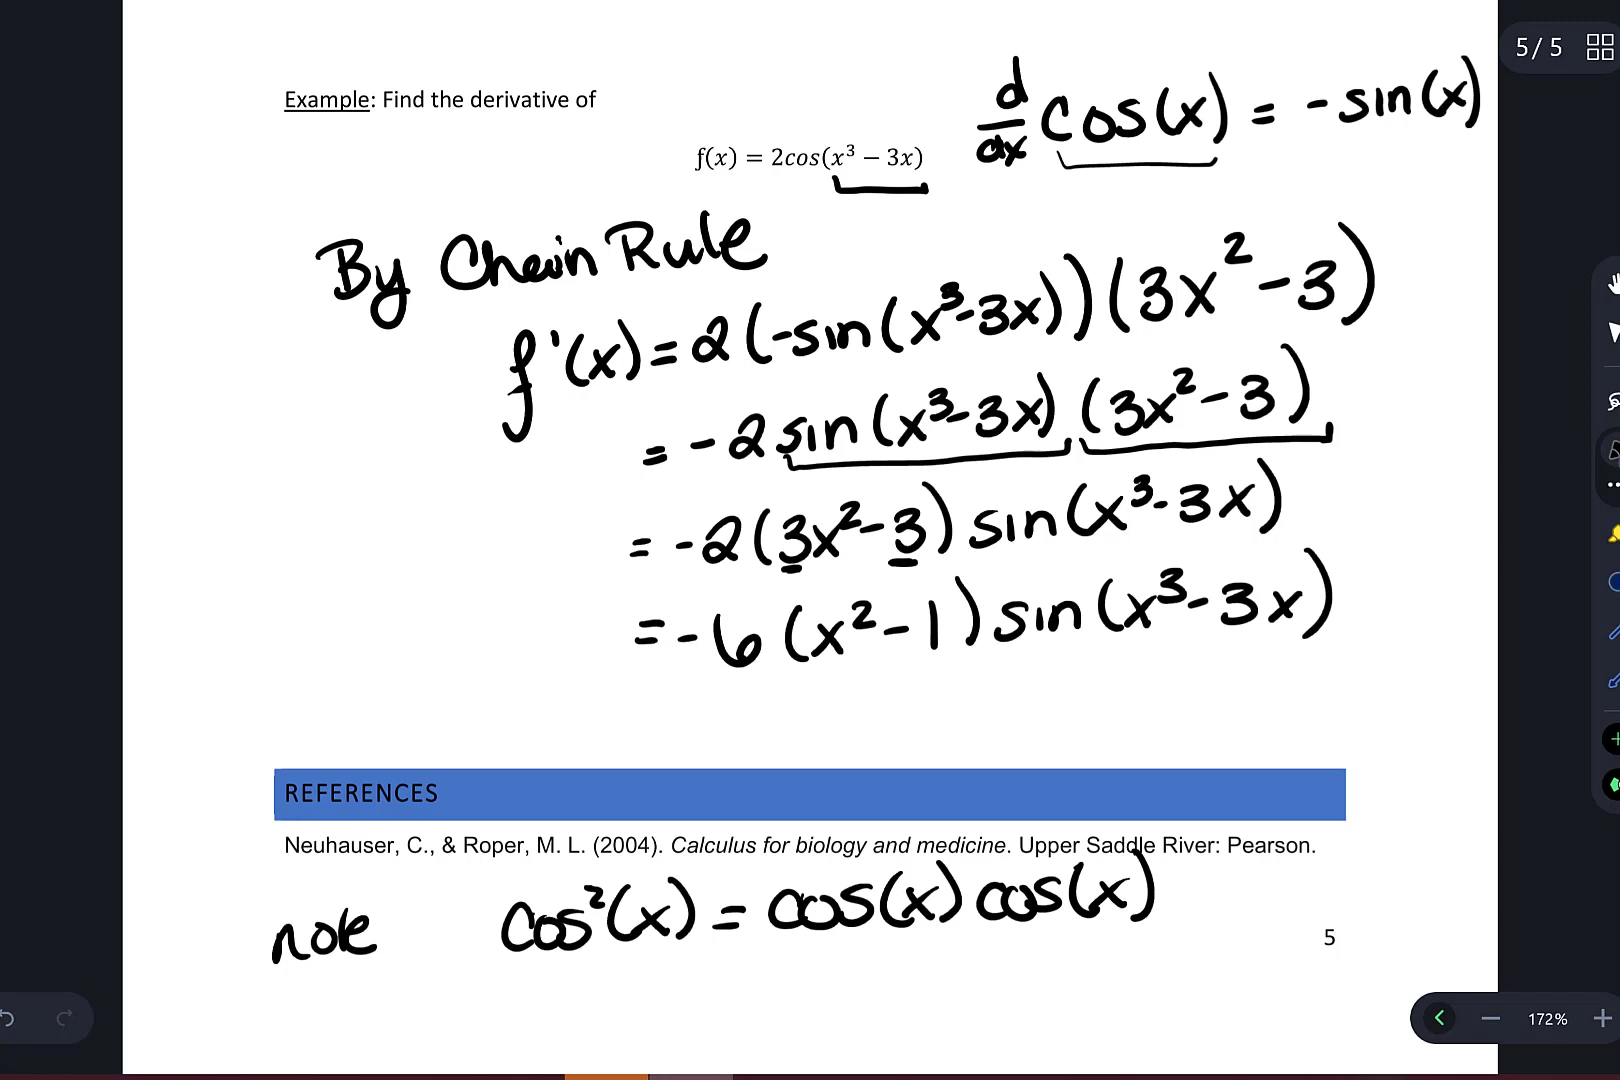 5 / 5
Example: Find the derivative of
d/dx cos(x) = -sin(x)
f(x) = 2cos(x³ − 3x)
By Chain Rule
f'(x) = 2(-sin(x³-3x))(3x²-3)
= -2 sin(x³-3x) (3x²-3)
= -2(3x²-3) sin(x³-3x)
= -6(x²-1) sin(x³-3x)
REFERENCES
Neuhauser, C., & Roper, M. L. (2004). Calculus for biology and medicine. Upper Saddle River: Pearson.
note cos²(x) = cos(x) cos(x)
5
172%